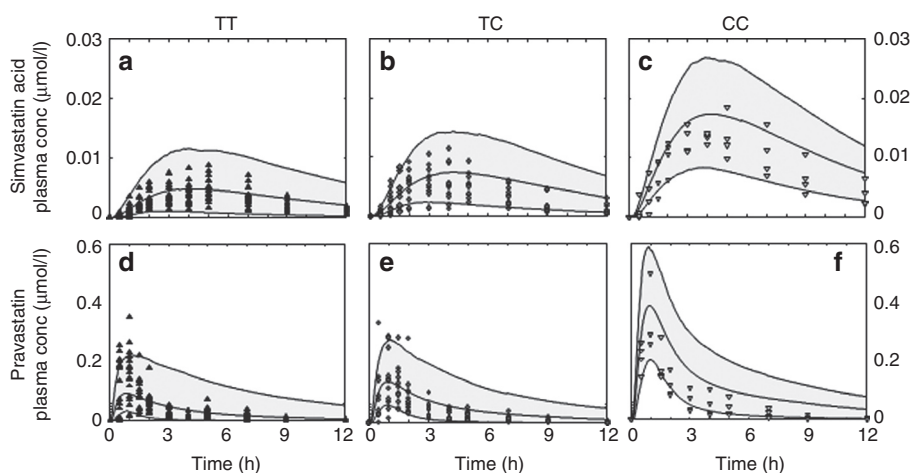 TT TC CC
Simvastatin acid
plasma conc (μmol/l)
0.03
0.02
0.01
0
a b c
0.03
0.02
0.01
0
Pravastatin
plasma conc (μmol/l)
0.6
0.4
0.2
0
d e f
0.6
0.4
0.2
0
0 3 6 9 12 0 3 6 9 12 0 3 6 9 12
Time (h) Time (h) Time (h)